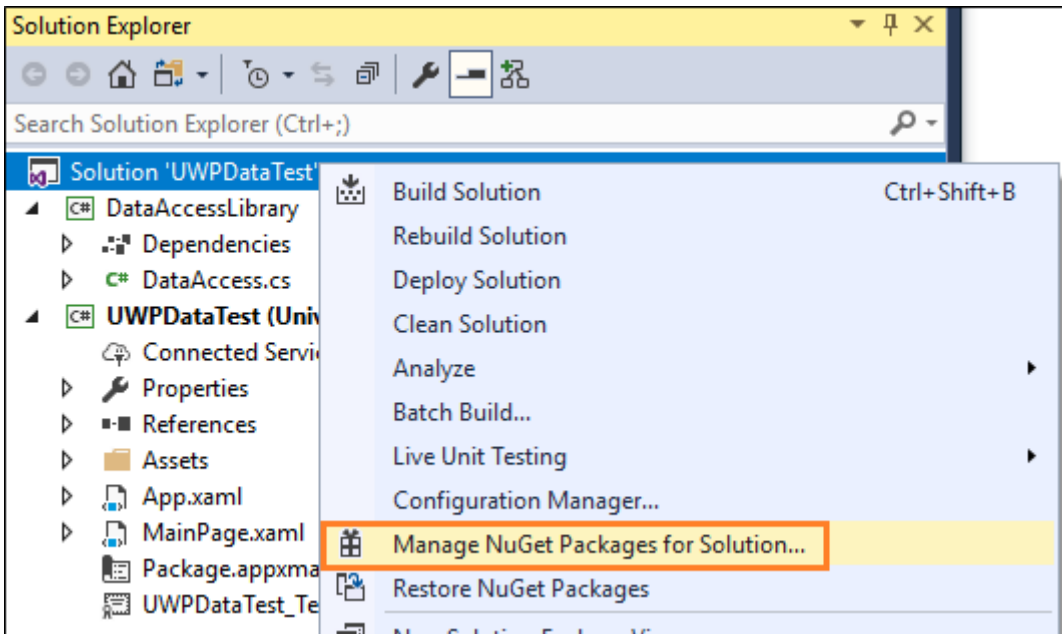 Solution Explorer
Search Solution Explorer (Ctrl+;)
Solution 'UWPDataTest'
C# DataAccessLibrary
Dependencies
C# DataAccess.cs
C# UWPDataTest (Univ
Connected Servi
Properties
References
Assets
App.xaml
MainPage.xaml
Package.appxma
UWPDataTest_Te
Build Solution Ctrl+Shift+B
Rebuild Solution
Deploy Solution
Clean Solution
Analyze
Batch Build...
Live Unit Testing
Configuration Manager...
Manage NuGet Packages for Solution...
Restore NuGet Packages